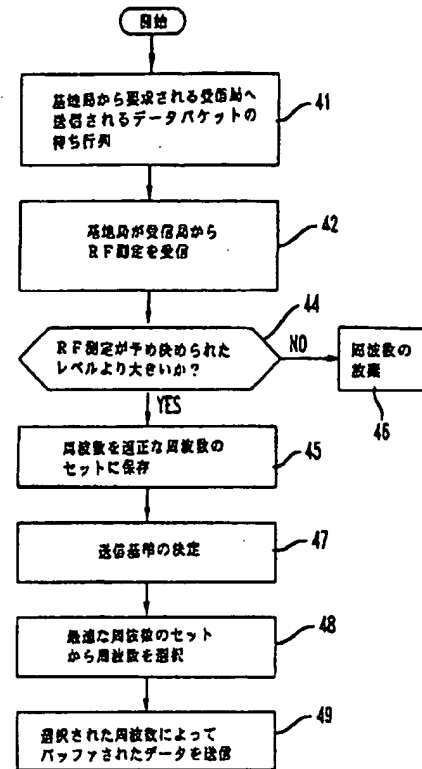 開始
基地局から要求される受信局へ
送信されるデータパケットの
待ち行列
41
基地局が受信局から
RF測定を受信
42
RF測定が予め決められた
レベルより大きいか?
44
NO
周波数の
放棄
46
YES
周波数を適正な周波数の
セットに保存
45
送信基準の決定
47
最適な周波数のセット
から周波数を選択
48
選択された周波数によって
バッファされたデータを送信
49